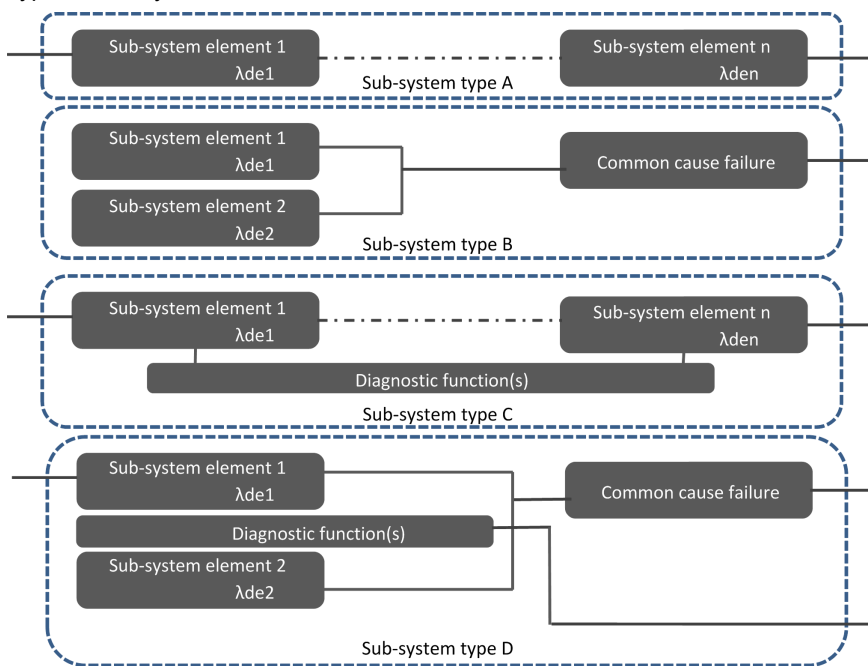 Sub-system element 1
λde1
Sub-system element n
λden
Sub-system type A
Sub-system element 1
λde1
Common cause failure
Sub-system element 2
λde2
Sub-system type B
Sub-system element 1
λde1
Sub-system element n
λden
Diagnostic function(s)
Sub-system type C
Sub-system element 1
λde1
Common cause failure
Diagnostic function(s)
Sub-system element 2
λde2
Sub-system type D